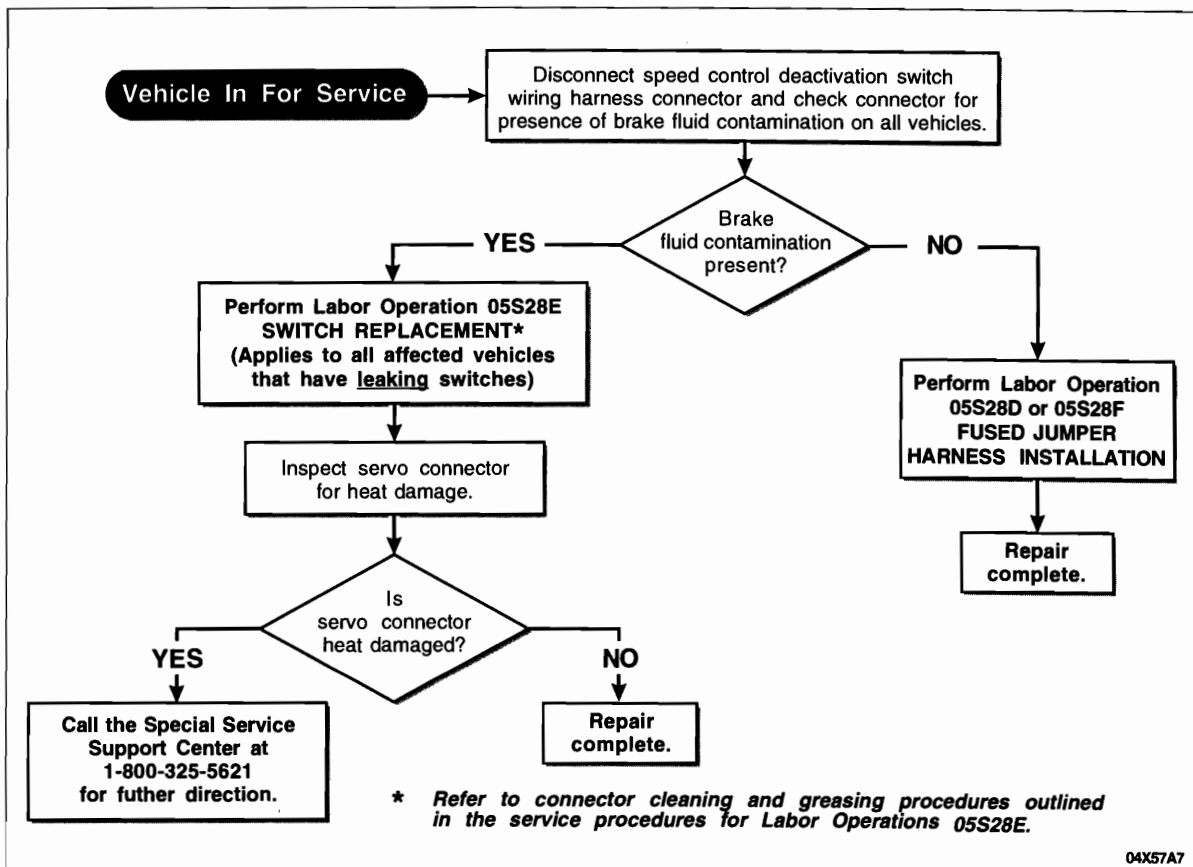 Vehicle In For Service
Disconnect speed control deactivation switch
wiring harness connector and check connector for
presence of brake fluid contamination on all vehicles.
Brake
fluid contamination
present?
YES
NO
Perform Labor Operation 05S28E
SWITCH REPLACEMENT*
(Applies to all affected vehicles
that have leaking switches)
Perform Labor Operation
05S28D or 05S28F
FUSED JUMPER
HARNESS INSTALLATION
Inspect servo connector
for heat damage.
Repair
complete.
Is
servo connector
heat damaged?
YES
NO
Call the Special Service
Support Center at
1-800-325-5621
for futher direction.
Repair
complete.
* Refer to connector cleaning and greasing procedures outlined
in the service procedures for Labor Operations 05S28E.
04X57A7